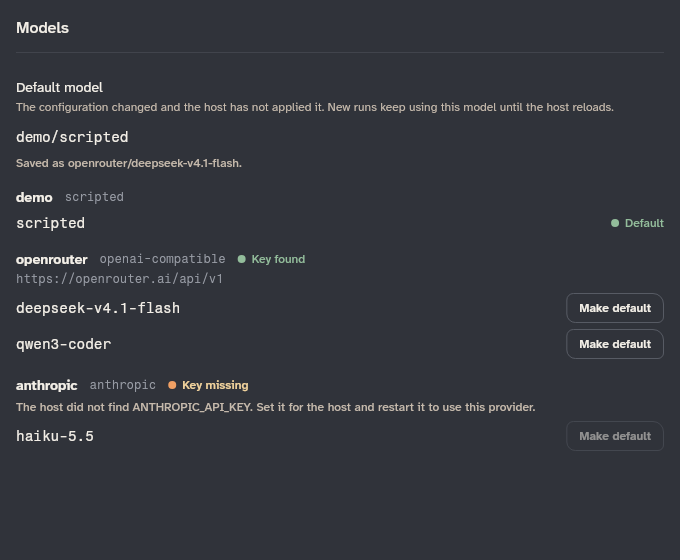 Models
Default model
The configuration changed and the host has not applied it. New runs keep using this model until the host reloads.
demo/scripted
Saved as openrouter/deepseek-v4.1-flash.
demo scripted
scripted Default
openrouter openai-compatible Key found
https://openrouter.ai/api/v1
deepseek-v4.1-flash Make default
qwen3-coder Make default
anthropic anthropic Key missing
The host did not find ANTHROPIC_API_KEY. Set it for the host and restart it to use this provider.
haiku-5.5 Make default